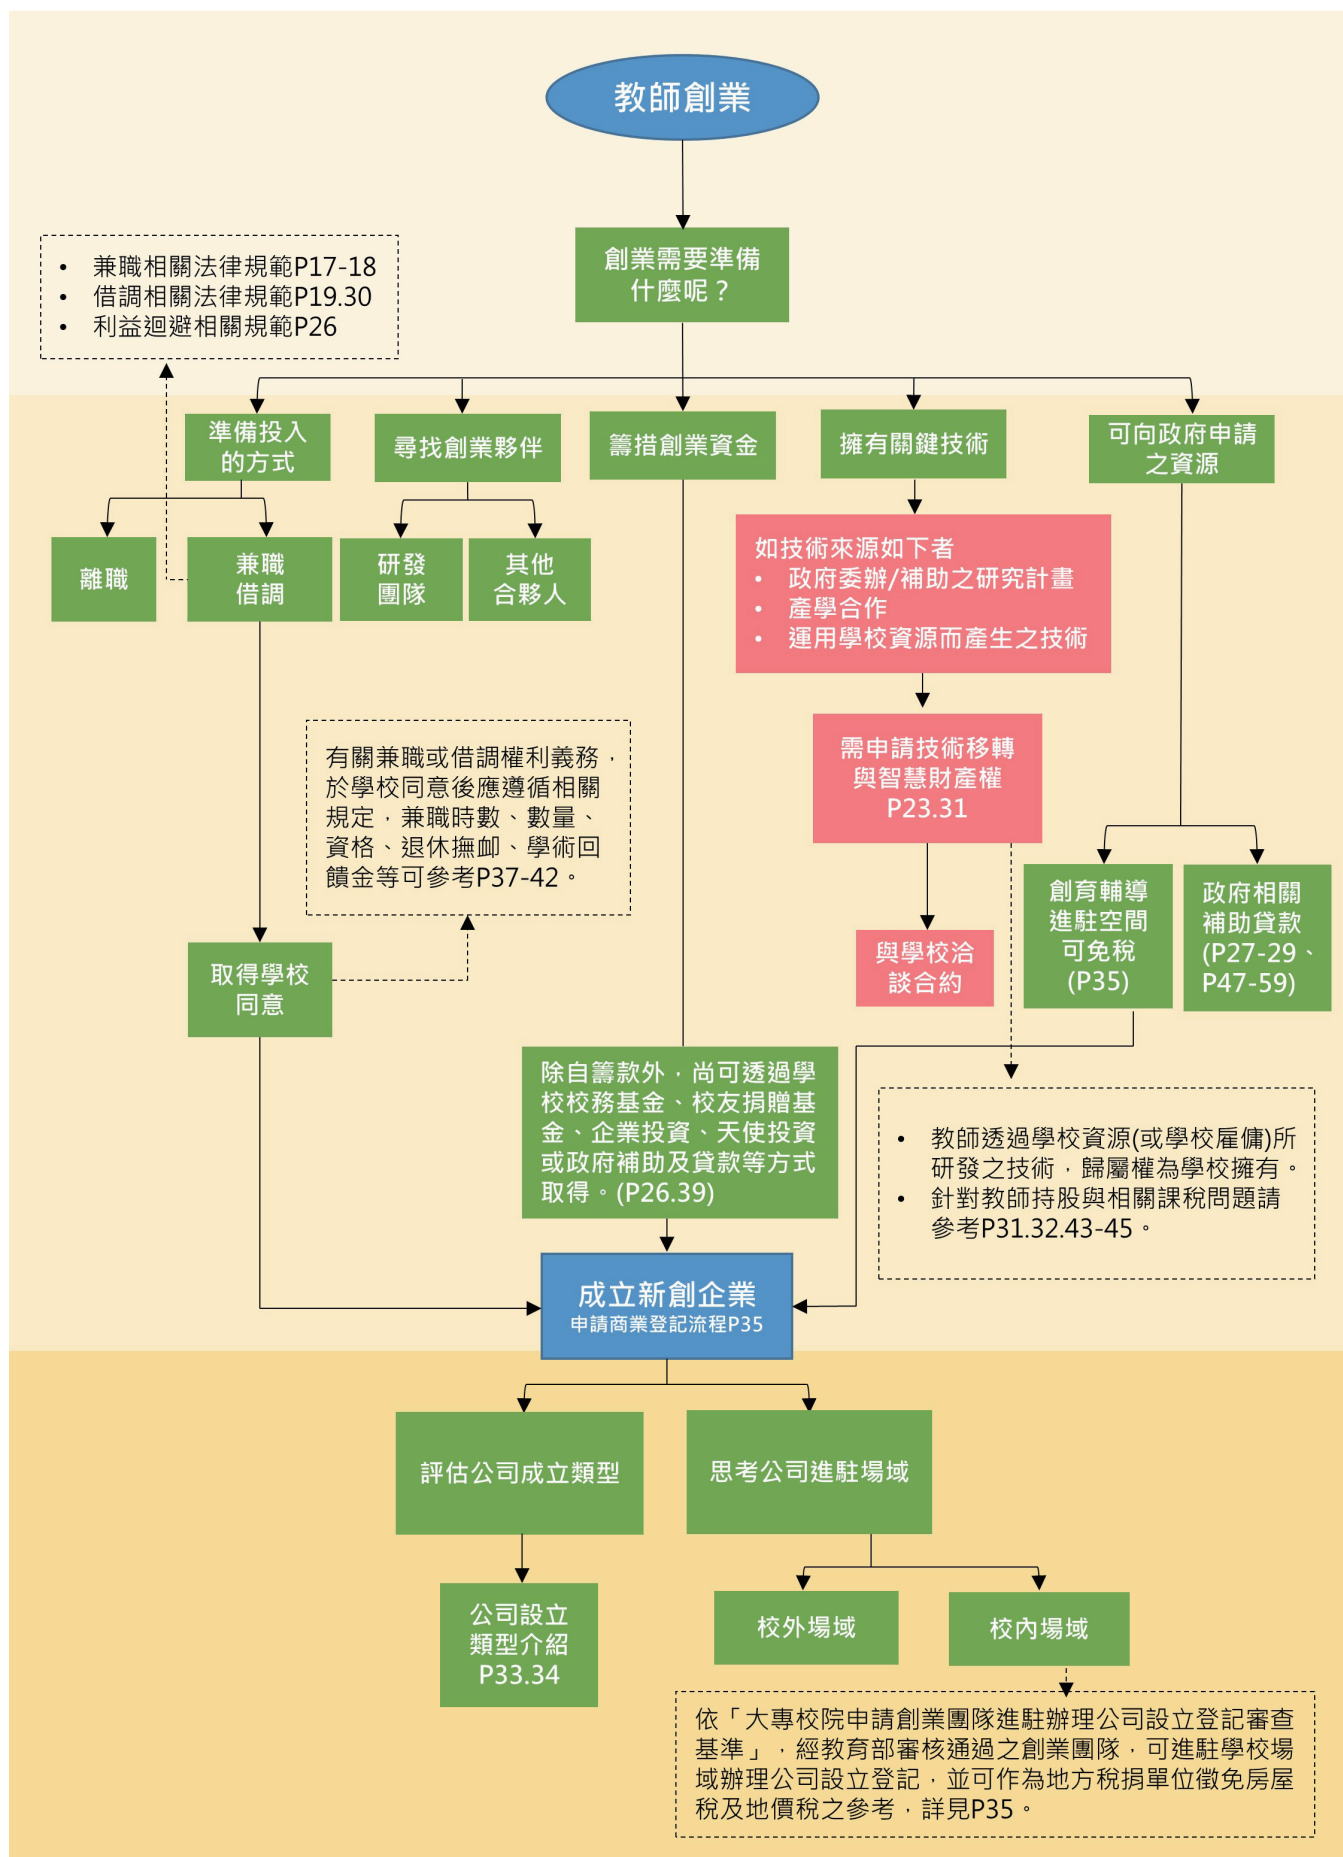 教師創業
創業需要準備
什麼呢？
• 兼職相關法律規範P17-18
• 借調相關法律規範P19.30
• 利益迴避相關規範P26
準備投入
的方式
尋找創業夥伴
籌措創業資金
擁有關鍵技術
可向政府申請
之資源
離職
兼職
借調
研發
團隊
其他
合夥人
如技術來源如下者
• 政府委辦/補助之研究計畫
• 產學合作
• 運用學校資源而產生之技術
有關兼職或借調權利義務，
於學校同意後應遵循相關
規定，兼職時數、數量、
資格、退休撫卹、學術回
饋金等可參考P37-42。
需申請技術移轉
與智慧財產權
P23.31
取得學校
同意
與學校洽
談合約
創育輔導
進駐空間
可免稅
(P35)
政府相關
補助貸款
(P27-29、
P47-59)
除自籌款外，尚可透過學
校校務基金、校友捐贈基
金、企業投資、天使投資
或政府補助及貸款等方式
取得。(P26.39)
• 教師透過學校資源(或學校雇傭)所
研發之技術，歸屬權為學校擁有。
• 針對教師持股與相關課稅問題請
參考P31.32.43-45。
成立新創企業
申請商業登記流程P35
評估公司成立類型
思考公司進駐場域
公司設立
類型介紹
P33.34
校外場域
校內場域
依「大專校院申請創業團隊進駐辦理公司設立登記審查
基準」，經教育部審核通過之創業團隊，可進駐學校場
域辦理公司設立登記，並可作為地方稅捐單位徵免房屋
稅及地價稅之參考，詳見P35。